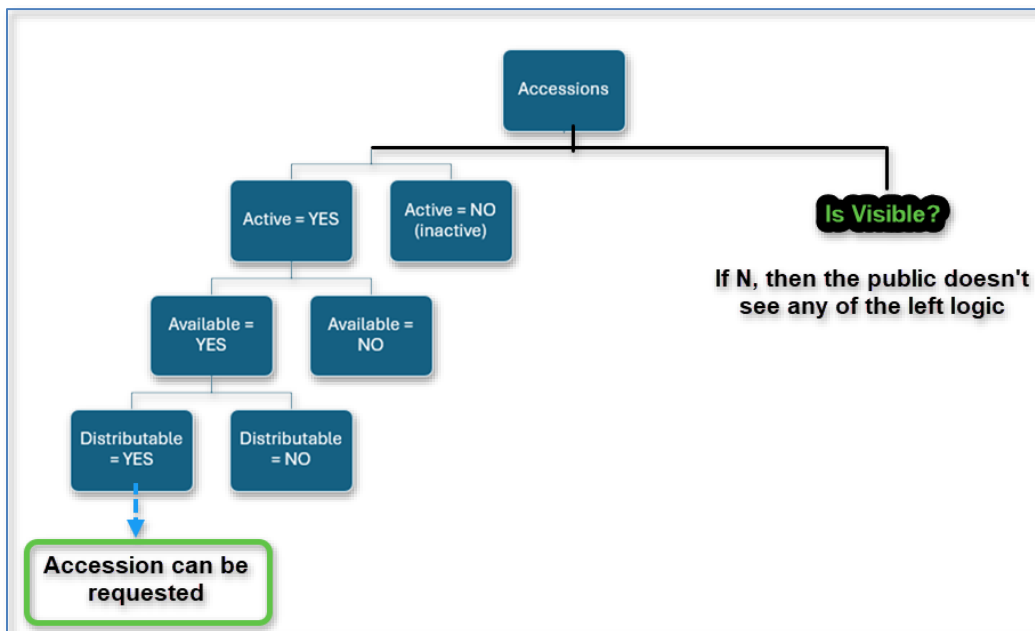 Accessions
Active = YES
Active = NO
(inactive)
Is Visible?
If N, then the public doesn't
see any of the left logic
Available =
YES
Available =
NO
Distributable
= YES
Distributable
= NO
Accession can be
requested